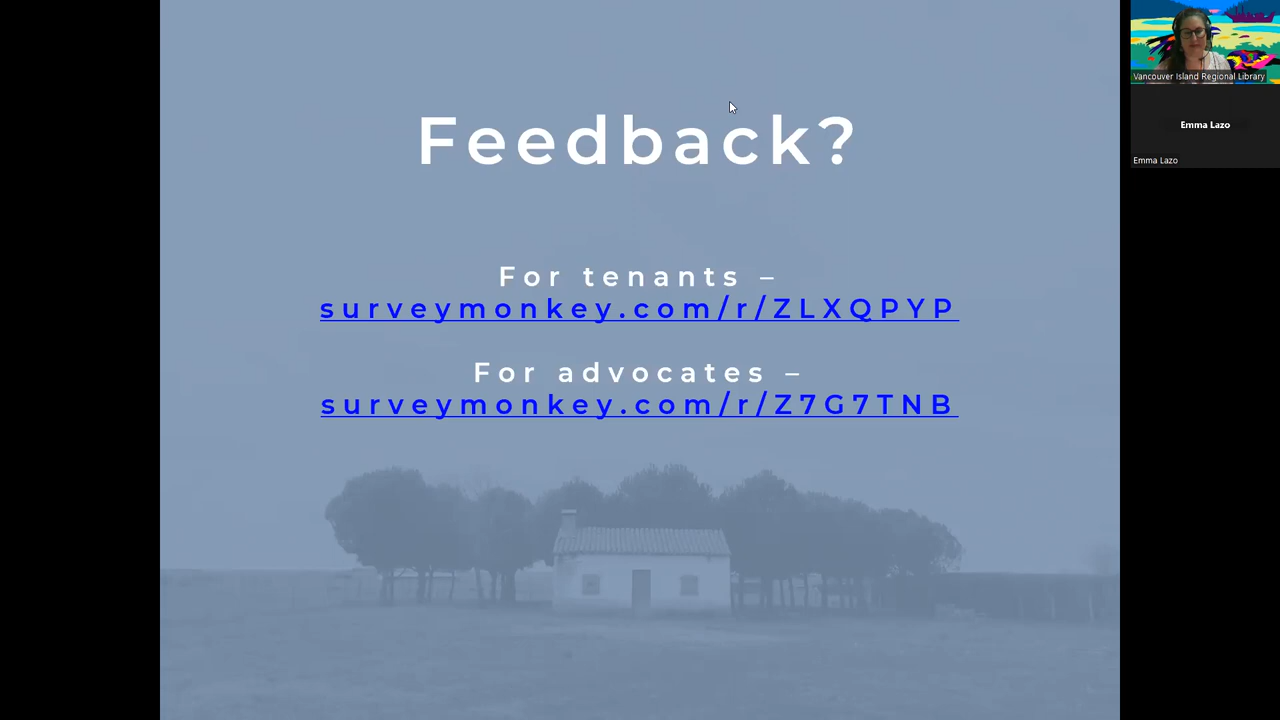 Feedback?
For tenants –
surveymonkey.com/r/ZLXQPYP
For advocates –
surveymonkey.com/r/Z7G7TNB
Vancouver Island Regional Library
Emma Lazo
Emma Lazo